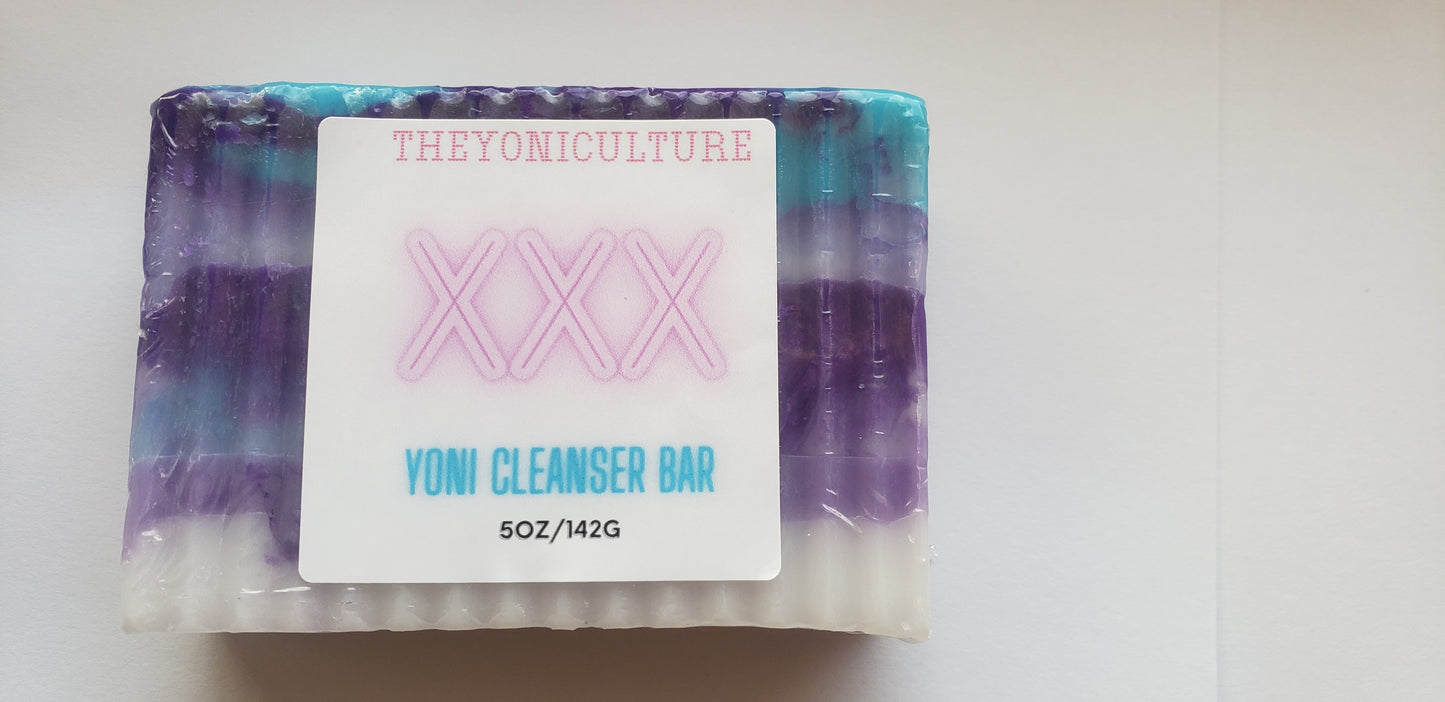 THEYONICULTURE
XXX
YONI CLEANSER BAR
5OZ/142G